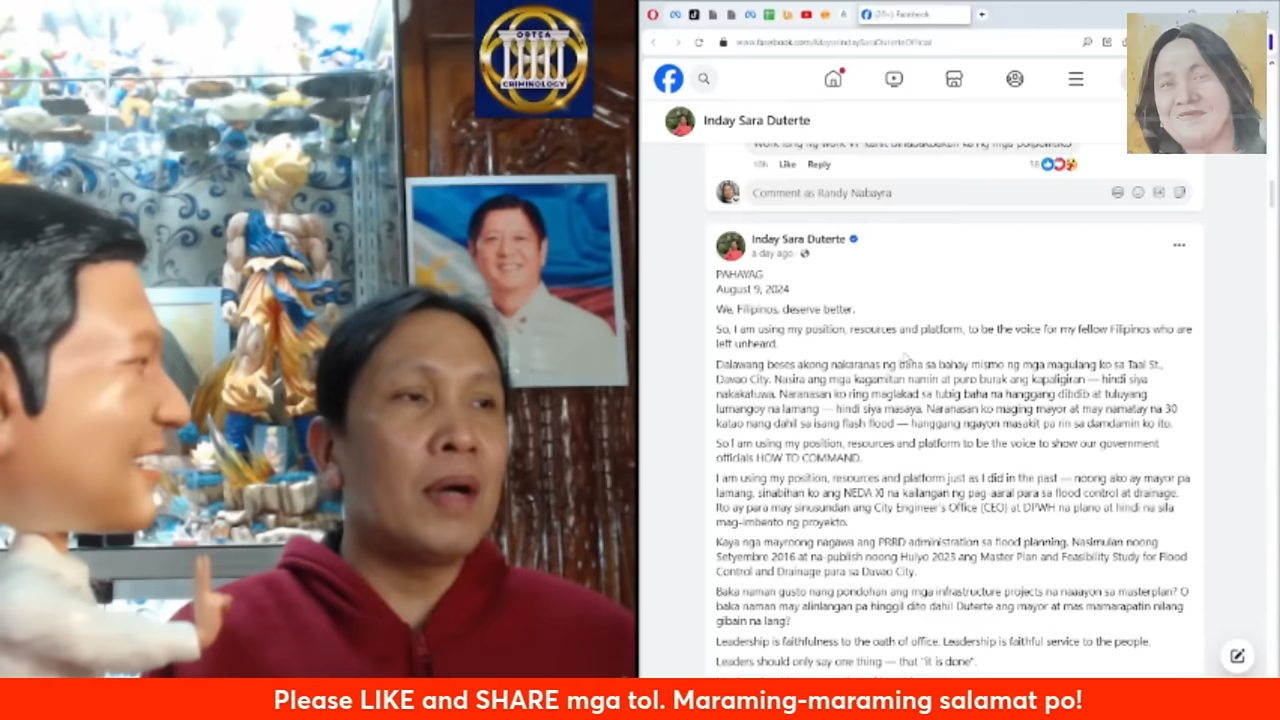 ORTEA
CRIMINOLOGY
(20+) Facebook
www.facebook.com/MayorIndaySaraDuterteOfficial
Inday Sara Duterte
Like Reply
Comment as Randy Nabayra
Inday Sara Duterte
a day ago
PAHAYAG
August 9, 2024
We, Filipinos, deserve better.
So, I am using my position, resources and platform, to be the voice for my fellow Filipinos who are
left unheard.
Dalawang beses akong nakaranas ng baha sa bahay mismo ng mga magulang ko sa Taal St.,
Davao City. Nasira ang mga kagamitan namin at puro burak ang kapaligiran — hindi siya
nakakatuwa. Naranasan ko ring maglakad sa tubig baha na hanggang dibdib at tuluyang
lumangoy na lamang — hindi siya masaya. Naranasan ko maging mayor at may namatay na 30
katao nang dahil sa isang flash flood — hanggang ngayon masakit pa rin sa damdamin ko ito.
So I am using my position, resources and platform to be the voice to show our government
officials HOW TO COMMAND.
I am using my position, resources and platform just as I did in the past — noong ako ay mayor pa
lamang, sinabihan ko ang NEDA XI na kailangan ng pag-aaral para sa flood control at drainage.
Ito ay para may sinusundan ang City Engineer's Office (CEO) at DPWH na plano at hindi na sila
mag-imbento ng proyekto.
Kaya nga mayroong nagawa ang PRRD administration sa flood planning. Nasimulan noong
Setyembre 2016 at na-publish noong Hulyo 2023 ang Master Plan and Feasibility Study for Flood
Control and Drainage para sa Davao City.
Baka naman gusto nang pondohan ang mga infrastructure projects na naaayon sa masterplan? O
baka naman may alinlangan pa hinggil dito dahil Duterte ang mayor at mas mamarapatin nilang
gibain na lang?
Leadership is faithfulness to the oath of office. Leadership is faithful service to the people.
Leaders should only say one thing — that "it is done".
Please LIKE and SHARE mga tol. Maraming-maraming salamat po!